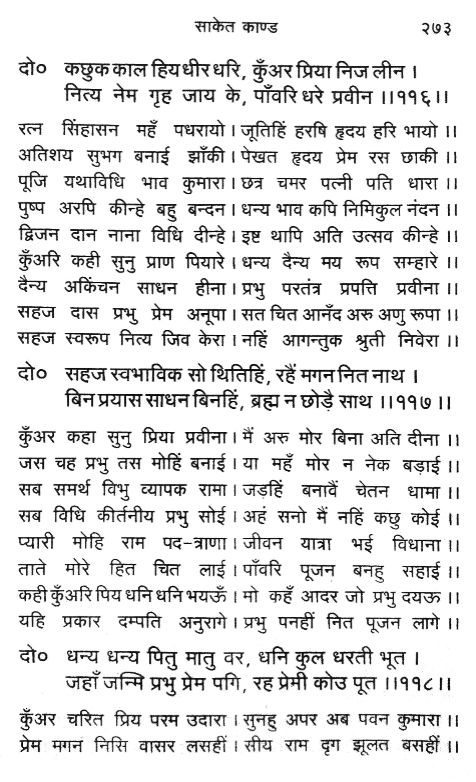 साकेत काण्ड २७३
दो० कछुक काल हिय धीर धरि, कुँअर प्रिया निज लीन ।
नित्य नेम गृह जाय के, पाँवरि धरे प्रवीन ।।११६।।
रत्न सिंहासन महँ पधरायो । जूतिहिं हरषि हृदय हरि भायो ।।
अतिशय सुभग बनाई झाँकी । पेखत हृदय प्रेम रस छाकी ।।
पूजि यथाविधि भाव कुमारा । छत्र चमर पत्नी पति धारा ।।
पुष्प अरपि कीन्हे बहु बन्दन । धन्य भाव कपि निमिकुल नंदन ।।
द्विजन दान नाना विधि दीन्हे । इष्ट थापि अति उत्सव कीन्हे ।।
कुँअरि कही सुनु प्राण पियारे । धन्य दैन्य मय रूप सम्हारे ।।
दैन्य अकिंचन साधन हीना । प्रभु परतंत्र प्रपत्ति प्रवीना ।।
सहज दास प्रभु प्रेम अनूपा । सत चित आनँद अरु अणु रूपा ।।
सहज स्वरूप नित्य जिव केरा । नहिं आगन्तुक श्रुती निवेरा ।।
दो० सहज स्वभाविक सो थितिहिं, रहैं मगन नित नाथ ।
बिन प्रयास साधन बिनहिं, ब्रह्म न छोड़ै साथ ।।११७।।
कुँअर कहा सुनु प्रिया प्रवीना । मैं अरु मोर बिना अति दीना ।।
जस चह प्रभु तस मोहिं बनाई । या महँ मोर न नेक बड़ाई ।।
सब समर्थ विभु व्यापक रामा । जड़हिं बनावैं चेतन धामा ।।
सब विधि कीर्तनीय प्रभु सोई । अहं सनो मैं नहिं कछु कोई ।।
प्यारी मोहि राम पद-त्राणा । जीवन यात्रा भई विधाना ।।
ताते मोरे हित चित लाई । पाँवरि पूजन बनहु सहाई ।।
कही कुँअरि पिय धनि धनि भयऊँ । मो कहँ आदर जो प्रभु दयऊ ।।
यहि प्रकार दम्पति अनुरागे । प्रभु पनहीं नित पूजन लागे ।।
दो० धन्य धन्य पितु मातु वर, धनि कुल धरती भूत ।
जहाँ जन्मि प्रभु प्रेम पगि, रह प्रेमी कोउ पूत ।।११८।।
कुँअर चरित प्रिय परम उदारा । सुनहु अपर अब पवन कुमारा ।।
प्रेम मगन निसि वासर लसहीं । सीय राम दृग झूलत बसहीं ।।